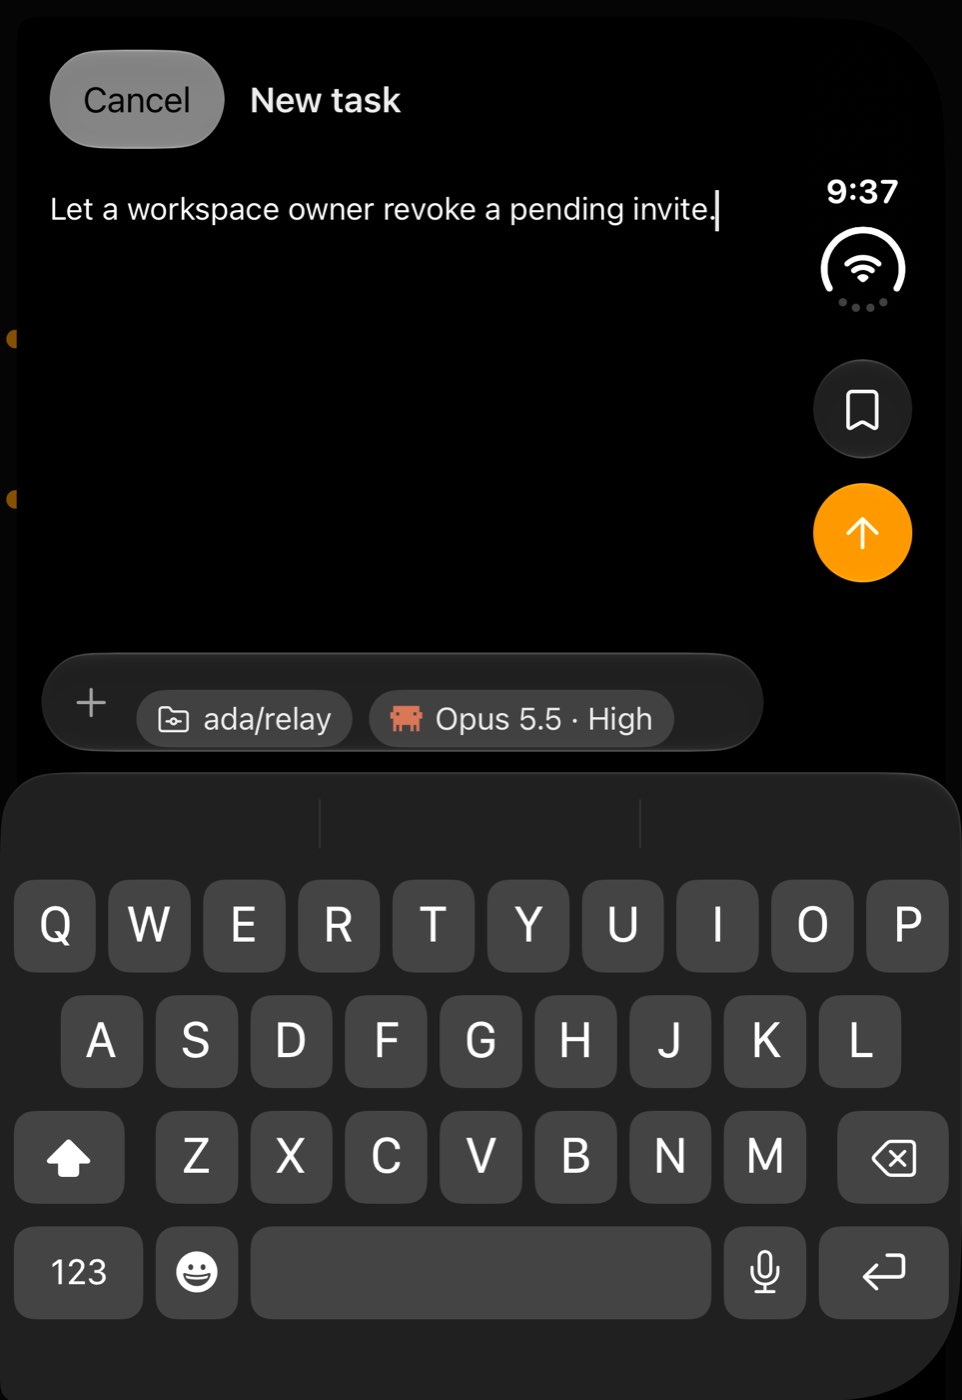 Cancel New task
9:37
Let a workspace owner revoke a pending invite.
ada/relay Opus 5.5 · High
Q W E R T Y U I O P
A S D F G H J K L
Z X C V B N M
123